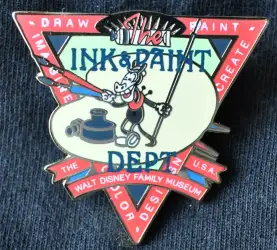 DRAW
PAINT
IMAGINE
CREATE
The
INK & PAINT
DEPT.
THE
U.S.A.
WALT DISNEY FAMILY MUSEUM
COLOR
DESIGN